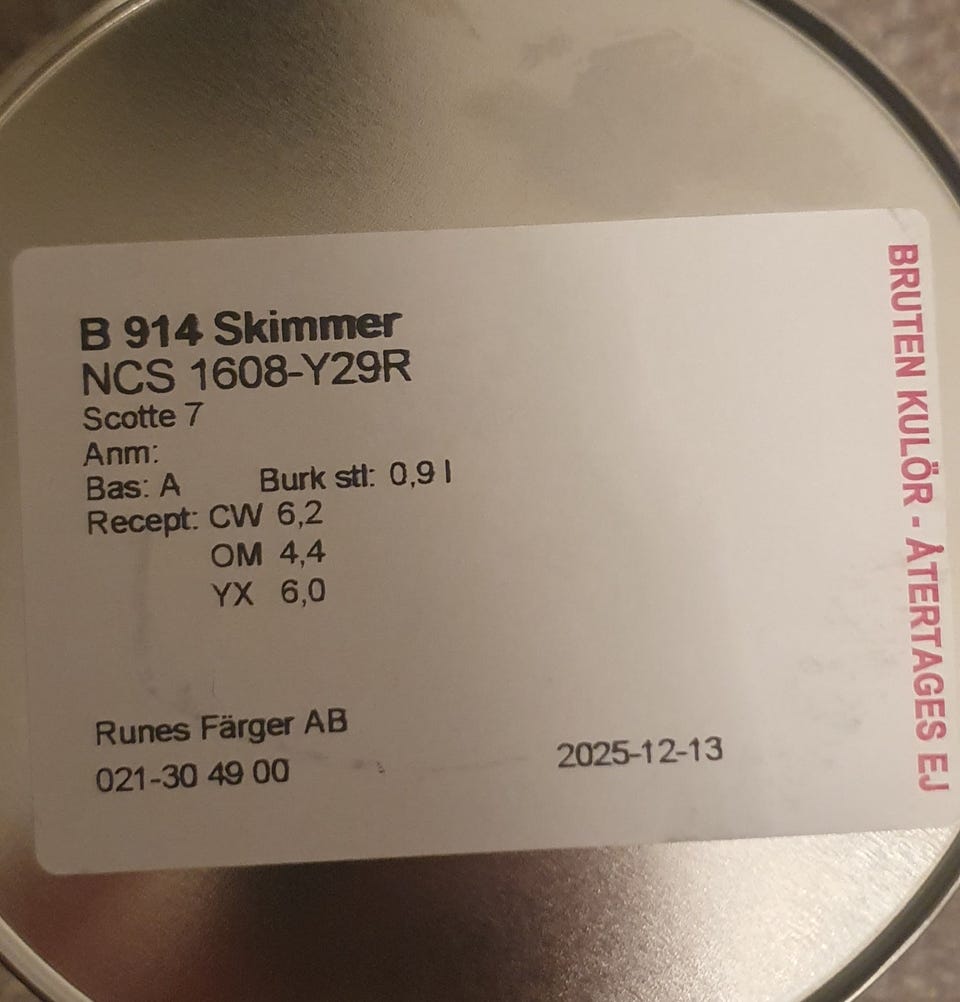 B 914 Skimmer
NCS 1608-Y29R
Scotte 7
Anm:
Bas: A Burk stl: 0,9 l
Recept: CW 6,2
OM 4,4
YX 6,0
Runes Färger AB
021-30 49 00 2025-12-13
BRUTEN KULÖR - ÅTERTAGES EJ